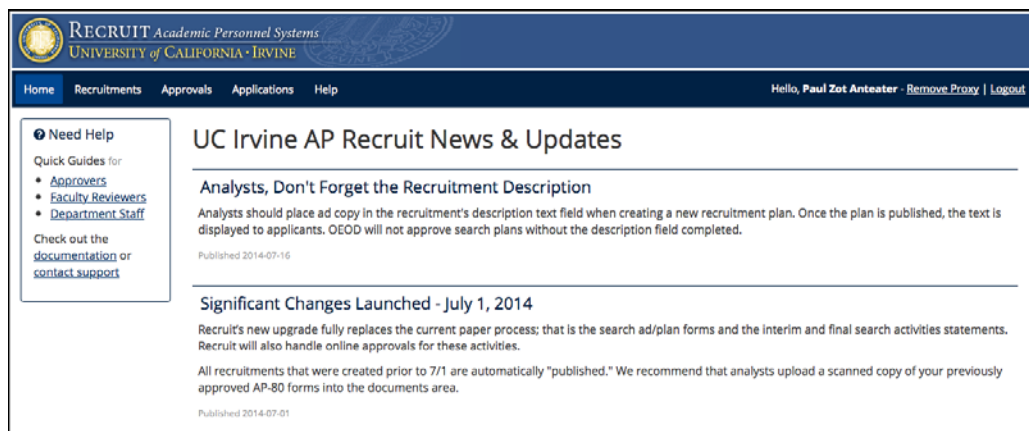 RECRUIT Academic Personnel Systems
UNIVERSITY of CALIFORNIA · IRVINE
Home Recruitments Approvals Applications Help Hello, Paul Zot Anteater - Remove Proxy | Logout
Need Help
Quick Guides for
• Approvers
• Faculty Reviewers
• Department Staff
Check out the
documentation or
contact support
UC Irvine AP Recruit News & Updates
Analysts, Don't Forget the Recruitment Description
Analysts should place ad copy in the recruitment's description text field when creating a new recruitment plan. Once the plan is published, the text is
displayed to applicants. OEOD will not approve search plans without the description field completed.
Published 2014-07-16
Significant Changes Launched - July 1, 2014
Recruit's new upgrade fully replaces the current paper process; that is the search ad/plan forms and the interim and final search activities statements.
Recruit will also handle online approvals for these activities.
All recruitments that were created prior to 7/1 are automatically "published." We recommend that analysts upload a scanned copy of your previously
approved AP-80 forms into the documents area.
Published 2014-07-01